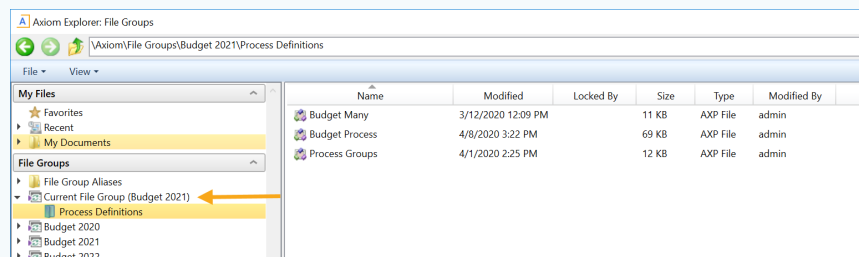 Axiom Explorer: File Groups
\Axiom\File Groups\Budget 2021\Process Definitions
File View
My Files
Favorites
Recent
My Documents
File Groups
File Group Aliases
Current File Group (Budget 2021)
Process Definitions
Budget 2020
Budget 2021
Budget 2022
Name Modified Locked By Size Type Modified By
Budget Many 3/12/2020 12:09 PM 11 KB AXP File admin
Budget Process 4/8/2020 3:22 PM 69 KB AXP File admin
Process Groups 4/1/2020 2:25 PM 12 KB AXP File admin